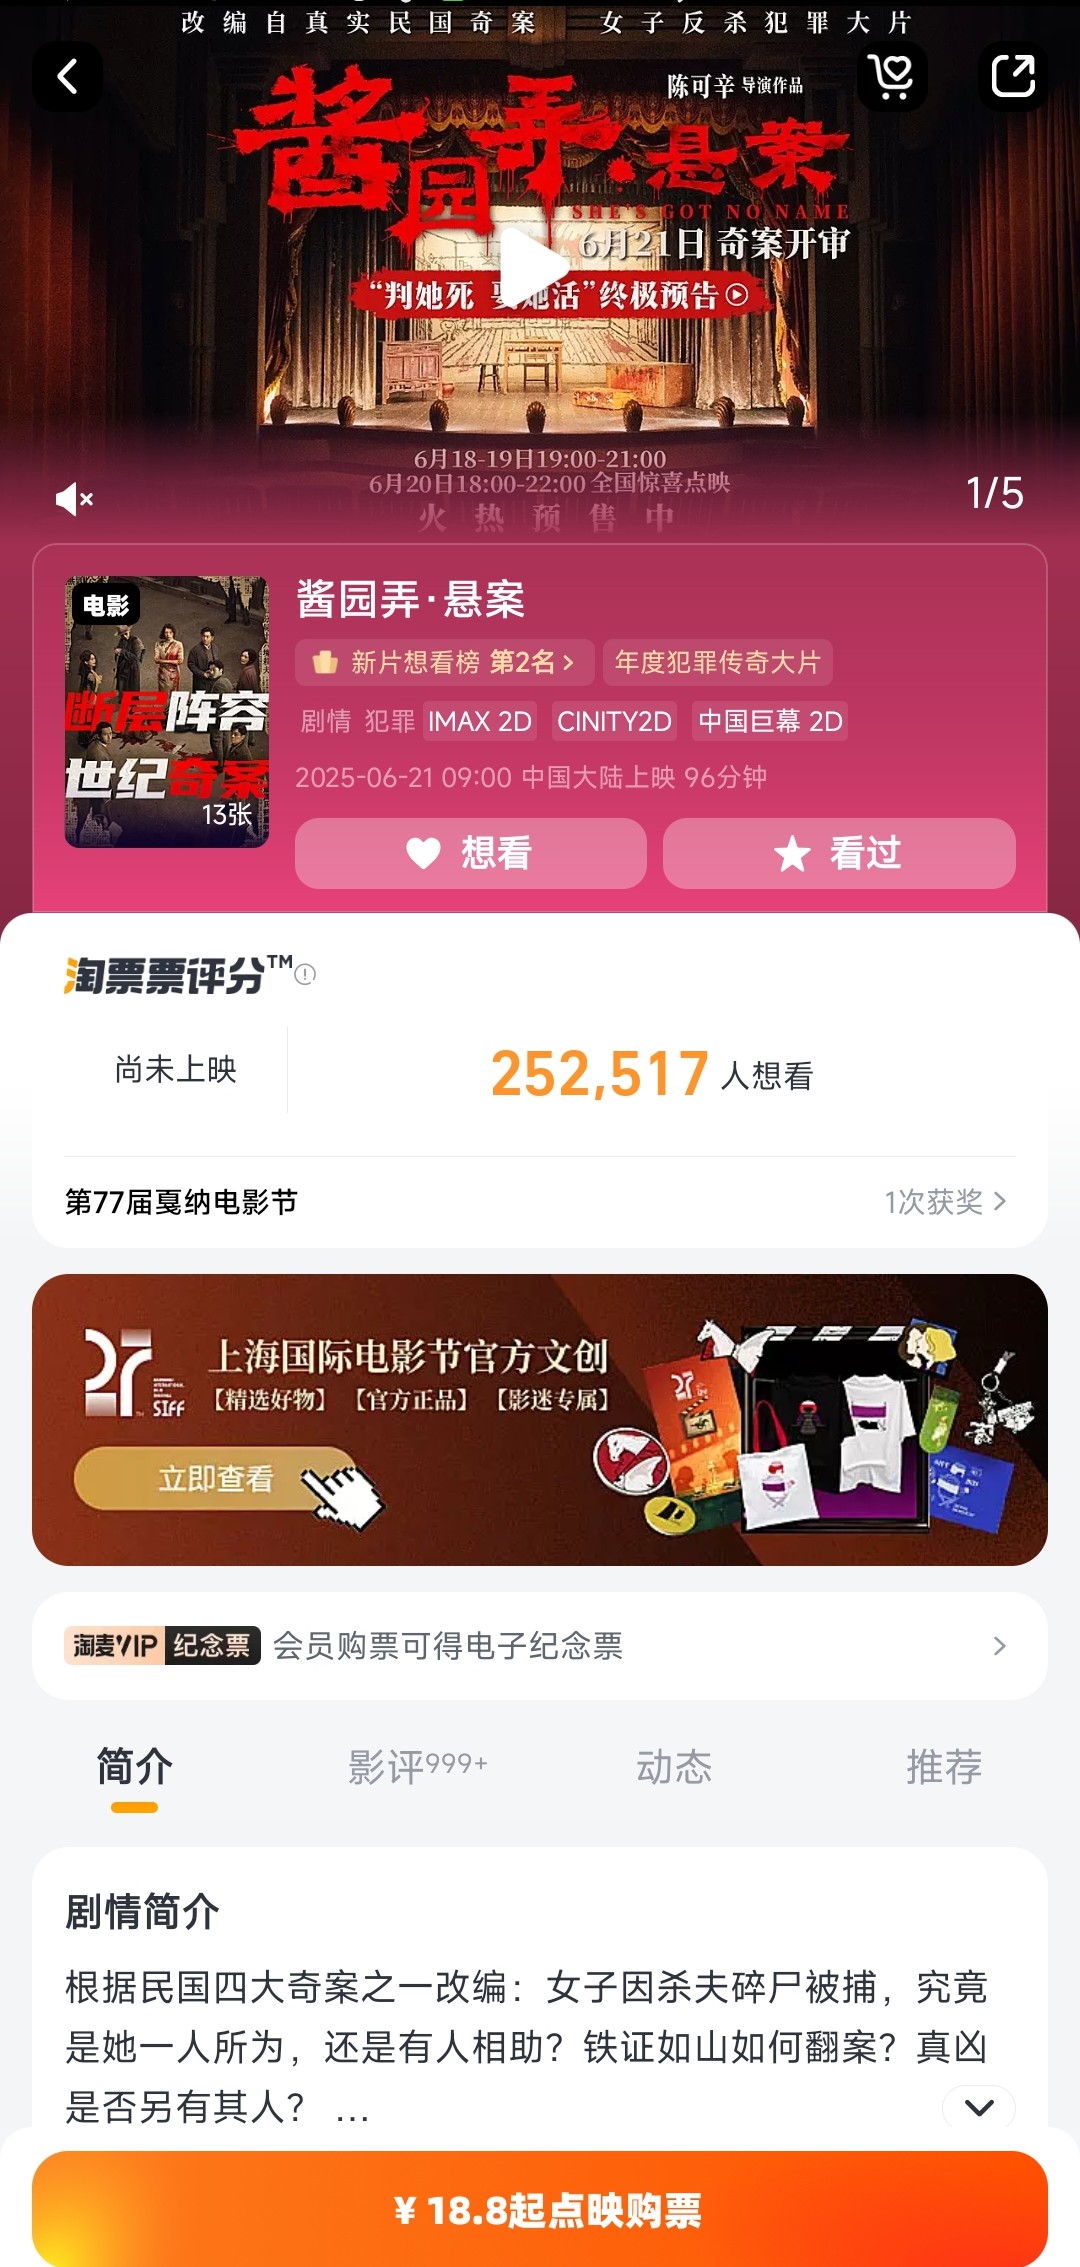 改编自真实民国奇案 女子反杀犯罪大片
陈可辛 导演作品
酱园弄·悬案
SHE'S GOT NO NAME
6月21日 奇案开审
“判她死 要她活”终极预告
6月18-19日19:00-21:00
6月20日18:00-22:00 全国惊喜点映
火热预售中
1/5
电影
断层阵容
世纪奇案
13张
酱园弄·悬案
新片想看榜 第2名
年度犯罪传奇大片
剧情 犯罪 IMAX 2D CINITY2D 中国巨幕 2D
2025-06-21 09:00 中国大陆上映 96分钟
想看
看过
淘票票评分™
尚未上映
252,517 人想看
第77届戛纳电影节
1次获奖
上海国际电影节官方文创
SIFF
【精选好物】【官方正品】【影迷专属】
立即查看
淘麦VIP 纪念票 会员购票可得电子纪念票
简介 影评999+ 动态 推荐
剧情简介
根据民国四大奇案之一改编：女子因杀夫碎尸被捕，究竟
是她一人所为，还是有人相助？铁证如山如何翻案？真凶
是否另有其人？ ...
¥ 18.8起点映购票